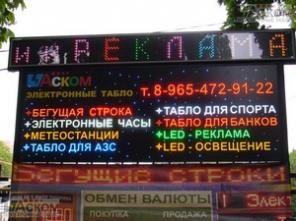 И РЕКЛАМА
АСКОМ
ЭЛЕКТРОННЫЕ ТАБЛО
т. 8-965-472-91-22
+БЕГУЩАЯ СТРОКА
+ТАБЛО ДЛЯ СПОРТА
+ЭЛЕКТРОННЫЕ ЧАСЫ
+ТАБЛО ДЛЯ БАНКОВ
+МЕТЕОСТАНЦИИ
+LED - РЕКЛАМА
+ТАБЛО ДЛЯ АЗС
+LED - ОСВЕЩЕНИЕ
Бегущие строки
ОБМЕН ВАЛЮТЫ
ПОКУПКА
ПРОДАЖА